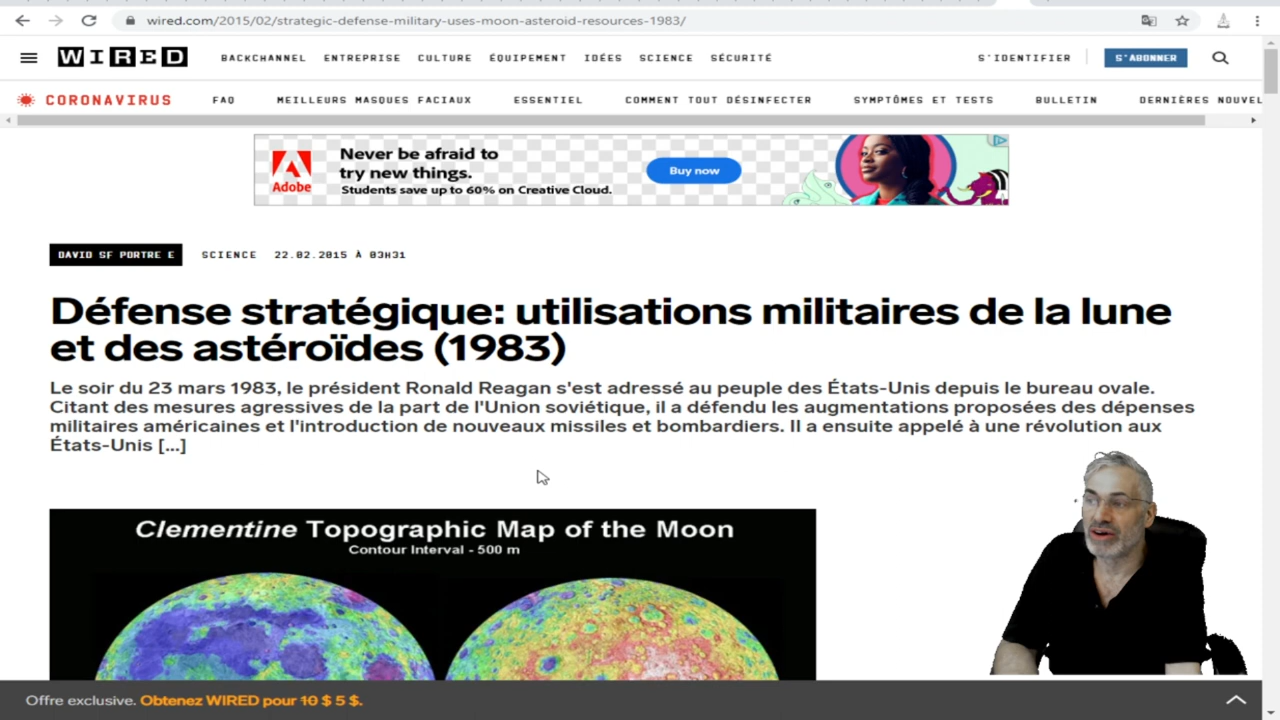 wired.com/2015/02/strategic-defense-military-uses-moon-asteroid-resources-1983/
WIRED BACKCHANNEL ENTREPRISE CULTURE ÉQUIPEMENT IDÉES SCIENCE SÉCURITÉ S'IDENTIFIER S'ABONNER
CORONAVIRUS FAQ MEILLEURS MASQUES FACIAUX ESSENTIEL COMMENT TOUT DÉSINFECTER SYMPTÔMES ET TESTS BULLETIN DERNIÈRES NOUVEL
Never be afraid to
try new things.
Adobe
Students save up to 60% on Creative Cloud.
Buy now
DAVID SF PORTRE E SCIENCE 22.02.2015 À 03H31
Défense stratégique: utilisations militaires de la lune
et des astéroïdes (1983)
Le soir du 23 mars 1983, le président Ronald Reagan s'est adressé au peuple des États-Unis depuis le bureau ovale.
Citant des mesures agressives de la part de l'Union soviétique, il a défendu les augmentations proposées des dépenses
militaires américaines et l'introduction de nouveaux missiles et bombardiers. Il a ensuite appelé à une révolution aux
États-Unis [...]
Clementine Topographic Map of the Moon
Contour Interval - 500 m
Offre exclusive. Obtenez WIRED pour 10 $ 5 $.